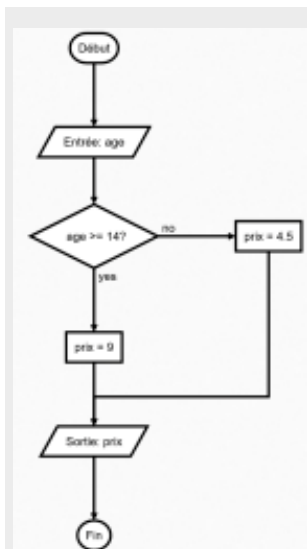 Début
Entrée: age
age >= 14?
no
prix = 4.5
yes
prix = 9
Sortie: prix
Fin